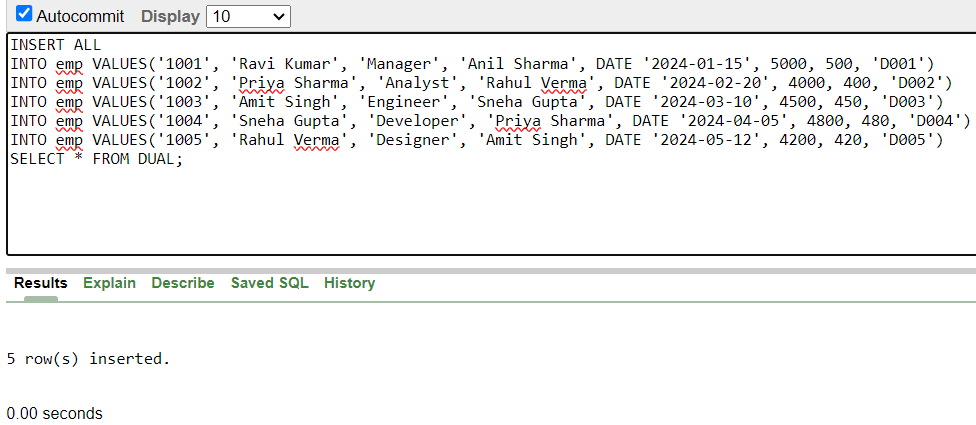 Autocommit Display 10
INSERT ALL
INTO emp VALUES('1001', 'Ravi Kumar', 'Manager', 'Anil Sharma', DATE '2024-01-15', 5000, 500, 'D001')
INTO emp VALUES('1002', 'Priya Sharma', 'Analyst', 'Rahul Verma', DATE '2024-02-20', 4000, 400, 'D002')
INTO emp VALUES('1003', 'Amit Singh', 'Engineer', 'Sneha Gupta', DATE '2024-03-10', 4500, 450, 'D003')
INTO emp VALUES('1004', 'Sneha Gupta', 'Developer', 'Priya Sharma', DATE '2024-04-05', 4800, 480, 'D004')
INTO emp VALUES('1005', 'Rahul Verma', 'Designer', 'Amit Singh', DATE '2024-05-12', 4200, 420, 'D005')
SELECT * FROM DUAL;
Results Explain Describe Saved SQL History
5 row(s) inserted.
0.00 seconds